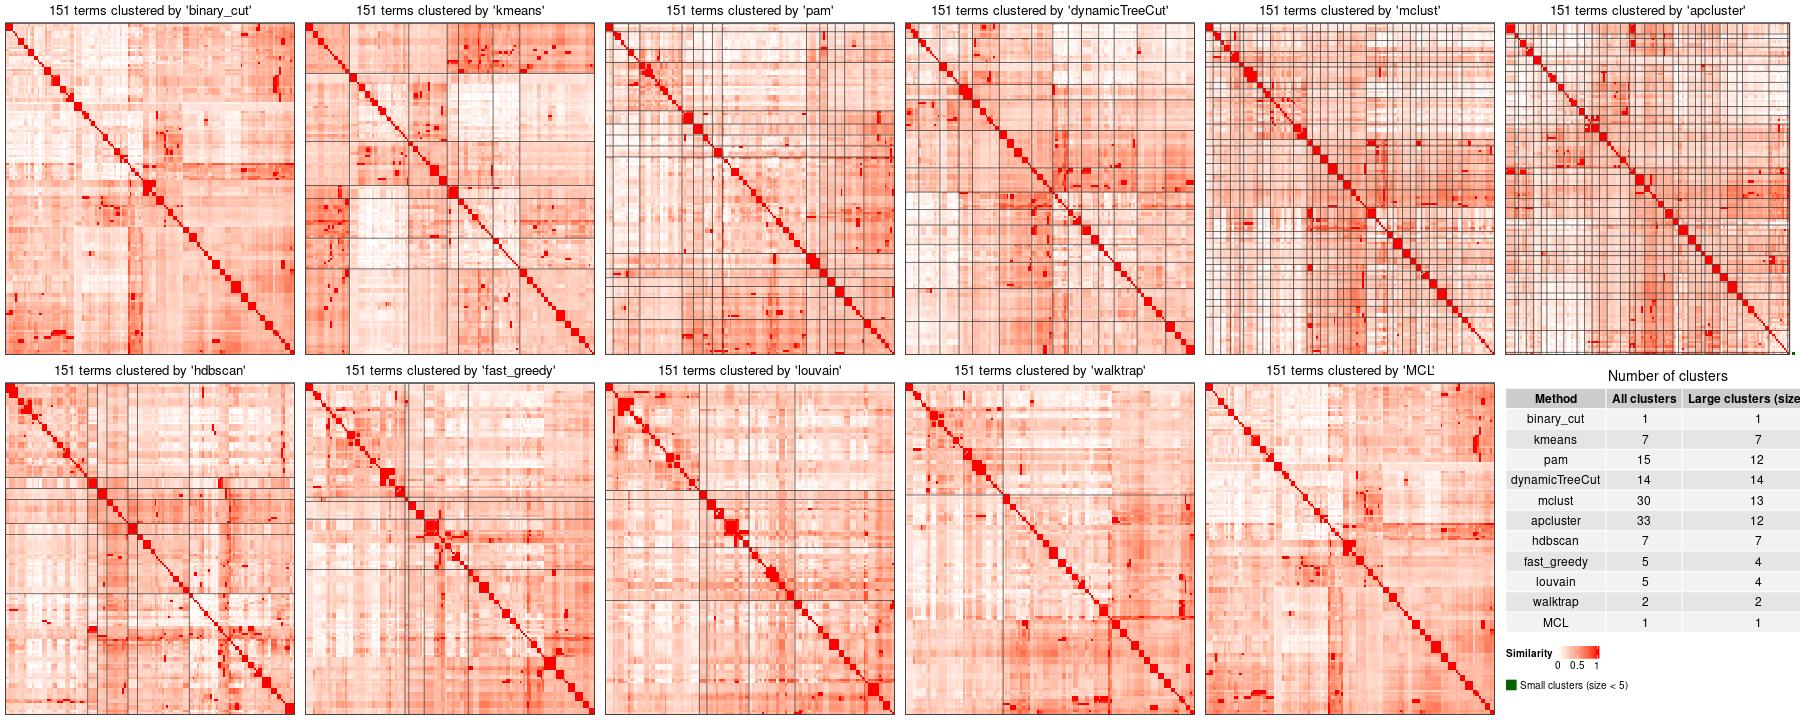 151 terms clustered by 'binary_cut'
151 terms clustered by 'kmeans'
151 terms clustered by 'pam'
151 terms clustered by 'dynamicTreeCut'
151 terms clustered by 'mclust'
151 terms clustered by 'apcluster'
151 terms clustered by 'hdbscan'
151 terms clustered by 'fast_greedy'
151 terms clustered by 'louvain'
151 terms clustered by 'walktrap'
151 terms clustered by 'MCL'
Number of clusters
Method All clusters Large clusters (size
binary_cut 1 1
kmeans 7 7
pam 15 12
dynamicTreeCut 14 14
mclust 30 13
apcluster 33 12
hdbscan 7 7
fast_greedy 5 4
louvain 5 4
walktrap 2 2
MCL 1 1
Similarity
0 0.5 1
Small clusters (size < 5)